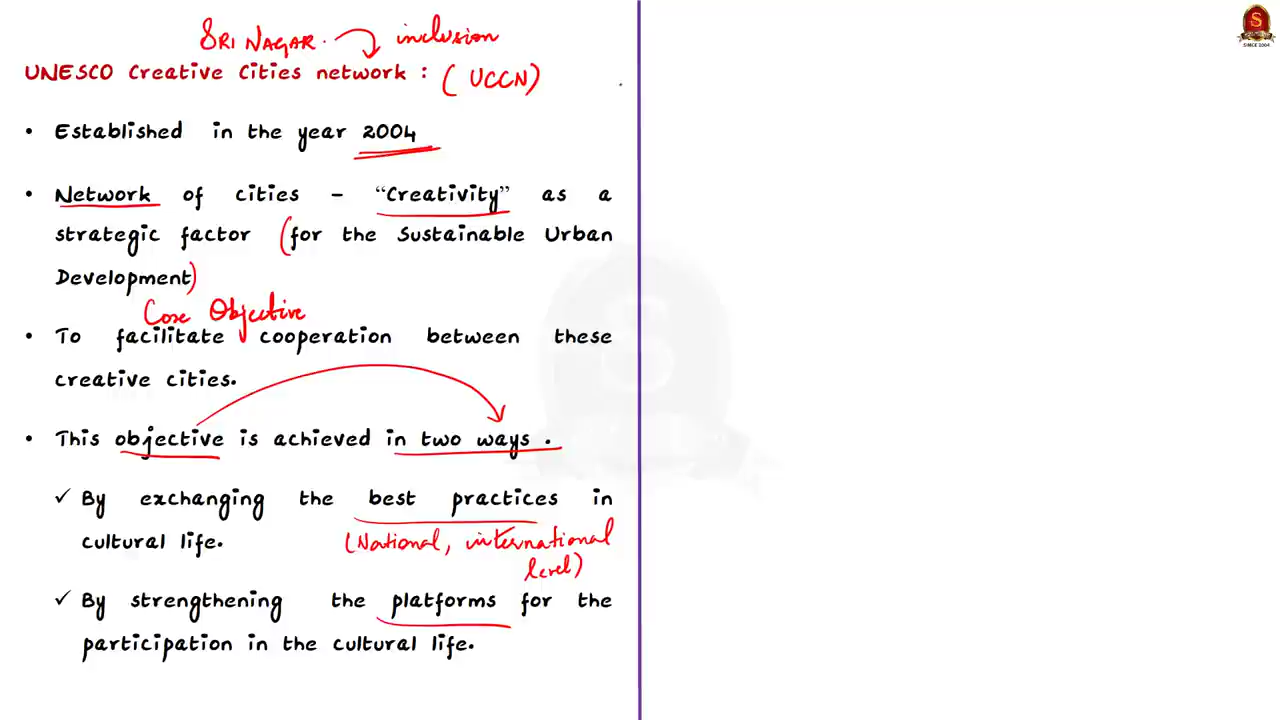 SRINAGAR. inclusion
UNESCO Creative Cities network : (UCCN)
• Established in the year 2004
• Network of cities – “Creativity” as a
strategic factor (for the Sustainable Urban
Development)
Core Objective
• To facilitate cooperation between these
creative cities.
• This objective is achieved in two ways .
✓ By exchanging the best practices in
cultural life.
(National, international
level)
✓ By strengthening the platforms for the
participation in the cultural life.
S
SINCE 2004